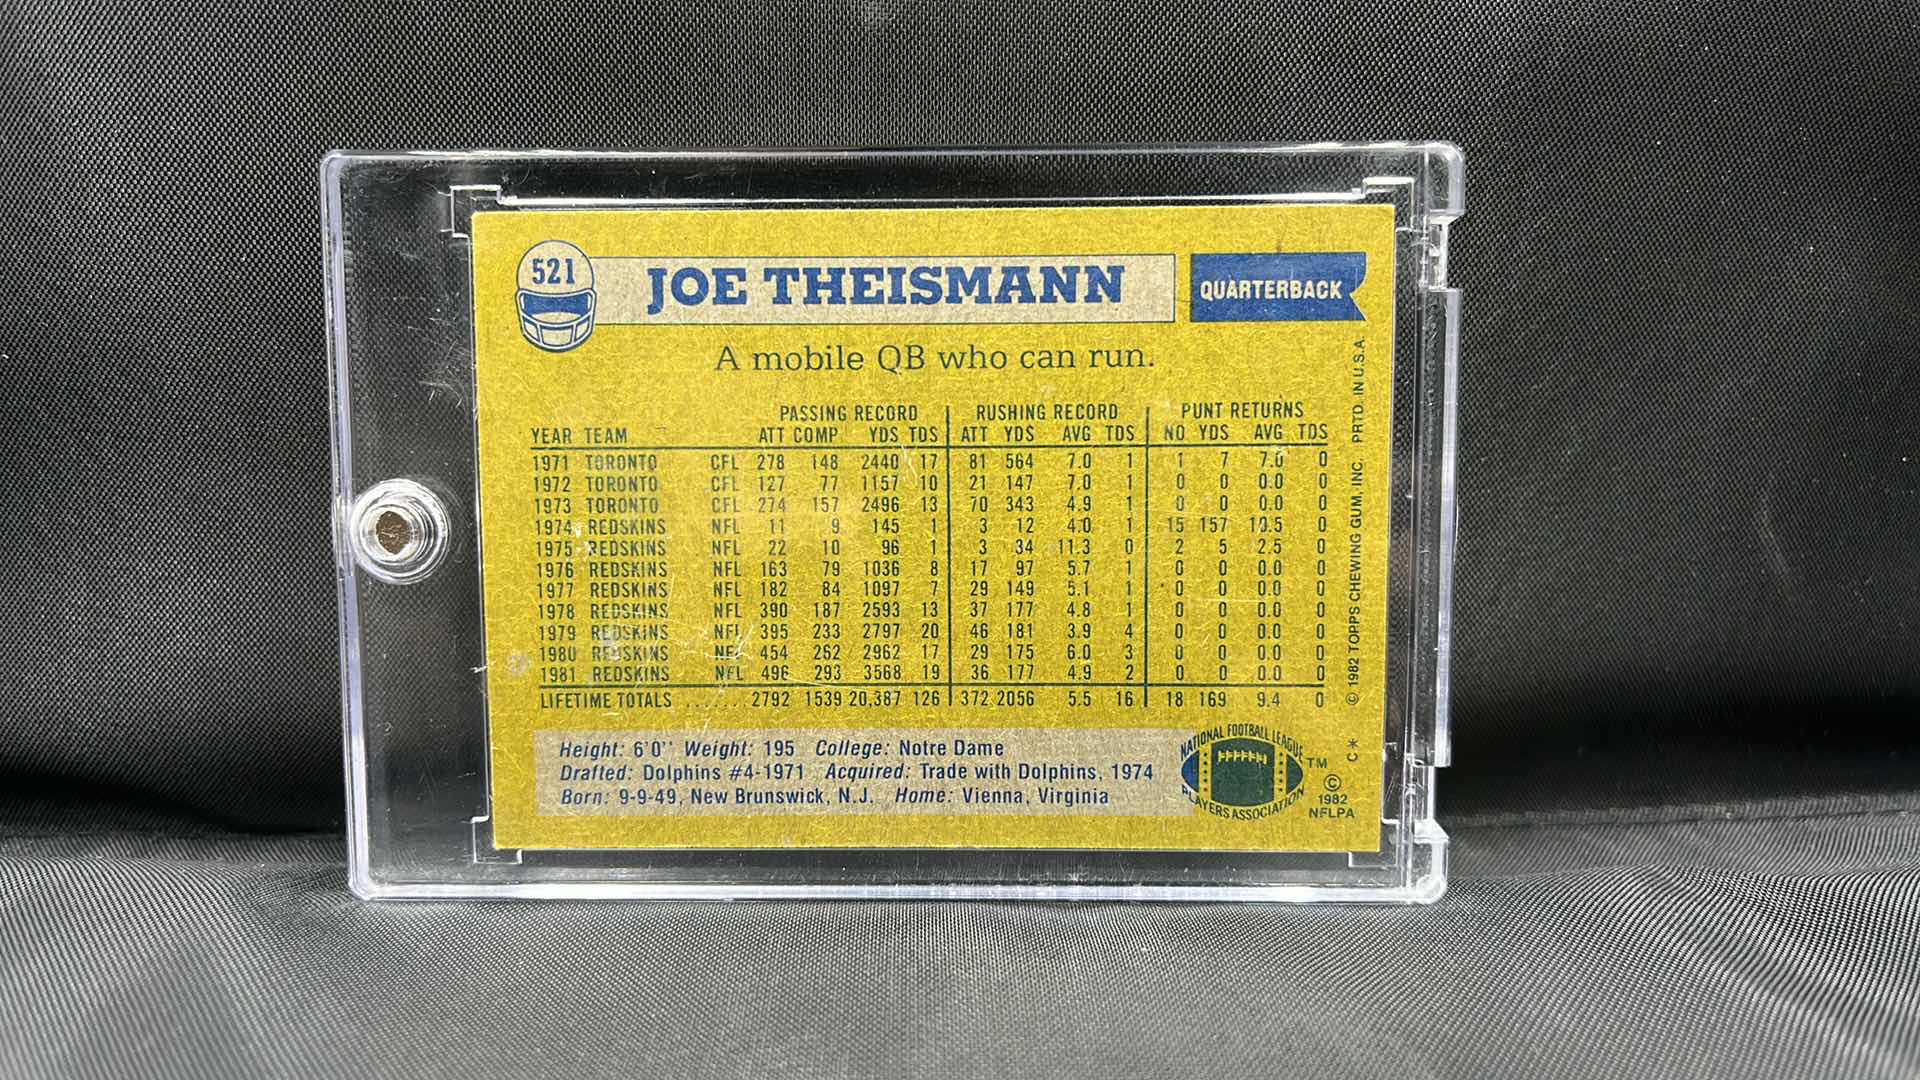 521 JOE THEISMANN QUARTERBACK
A mobile QB who can run.
PASSING RECORD RUSHING RECORD PUNT RETURNS
YEAR TEAM ATT COMP YDS TDS ATT YDS AVG TDS NO YDS AVG TDS
1971 TORONTO CFL 278 148 2440 17 81 564 7.0 1 1 7 7.0 0
1972 TORONTO CFL 127 77 1157 10 21 147 7.0 1 0 0 0.0 0
1973 TORONTO CFL 274 157 2496 13 70 343 4.9 1 0 0 0.0 0
1974 REDSKINS NFL 11 9 145 1 3 12 4.0 1 15 157 10.5 0
1975 REDSKINS NFL 22 10 96 1 3 34 11.3 0 2 5 2.5 0
1976 REDSKINS NFL 163 79 1036 8 17 97 5.7 1 0 0 0.0 0
1977 REDSKINS NFL 182 84 1097 7 29 149 5.1 1 0 0 0.0 0
1978 REDSKINS NFL 390 187 2593 13 37 177 4.8 1 0 0 0.0 0
1979 REDSKINS NFL 395 233 2797 20 46 181 3.9 4 0 0 0.0 0
1980 REDSKINS NFL 454 262 2962 17 29 175 6.0 3 0 0 0.0 0
1981 REDSKINS NFL 496 293 3568 19 36 177 4.9 2 0 0 0.0 0
LIFETIME TOTALS ....... 2792 1539 20,387 126 372 2056 5.5 16 18 169 9.4 0
Height: 6'0'' Weight: 195 College: Notre Dame
Drafted: Dolphins #4-1971 Acquired: Trade with Dolphins, 1974
Born: 9-9-49, New Brunswick, N.J. Home: Vienna, Virginia
NATIONAL FOOTBALL LEAGUE
PLAYERS ASSOCIATION
TM
©
1982
NFLPA
C*
© 1982 TOPPS CHEWING GUM, INC. PRTD. IN U.S.A.